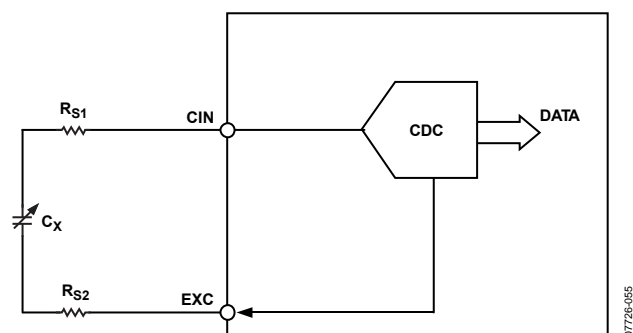 RS1
CIN
CDC
DATA
CX
RS2
EXC
07726-055